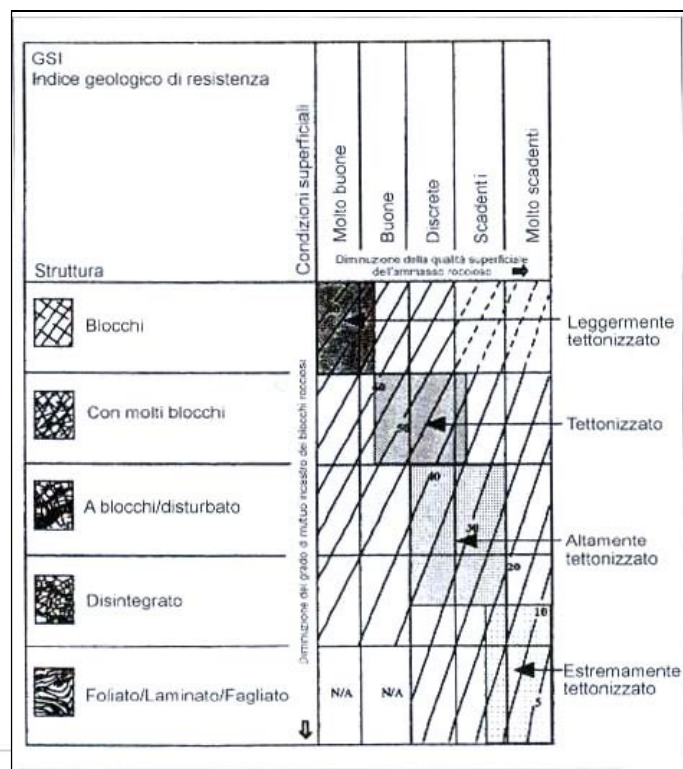 GSI
Indice geologico di resistenza
Struttura
Condizioni superficiali
Molto buone
Buone
Discrete
Scadenti
Molto scadenti
Diminuzione della qualità superficiale
dell'ammasso roccioso
Diminuzione del grado di mutuo incastro dei blocchi rocciosi
Blocchi
Leggermente
tettonizzato
Con molti blocchi
50
Tettonizzato
A blocchi/disturbato
40
30
Altamente
tettonizzato
20
Disintegrato
10
Foliato/Laminato/Fagliato
N/A
N/A
5
Estremamente
tettonizzato